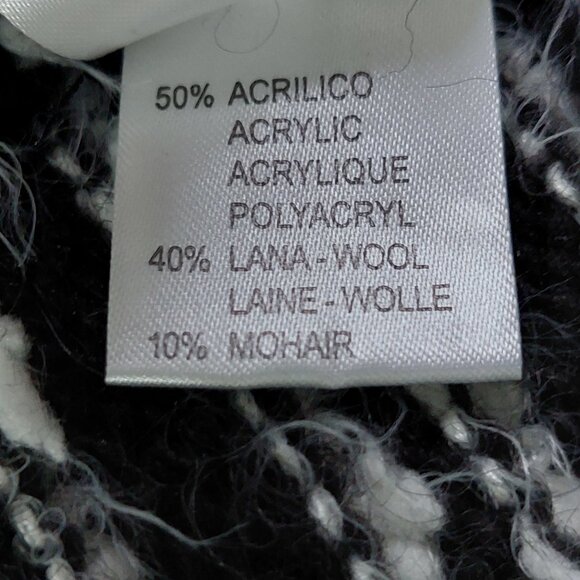 50% ACRILICO
ACRYLIC
ACRYLIQUE
POLYACRYL
40% LANA-WOOL
LAINE-WOLLE
10% MOHAIR